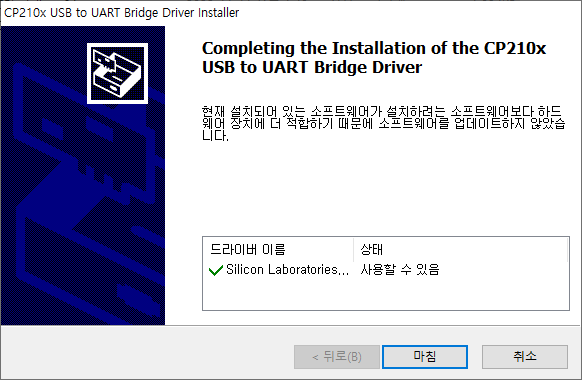 CP210x USB to UART Bridge Driver Installer
Completing the Installation of the CP210x
USB to UART Bridge Driver
현재 설치되어 있는 소프트웨어가 설치하려는 소프트웨어보다 하드
웨어 장치에 더 적합하기 때문에 소프트웨어를 업데이트하지 않았습
니다.
드라이버 이름 상태
Silicon Laboratories... 사용할 수 있음
< 뒤로(B) 마침 취소